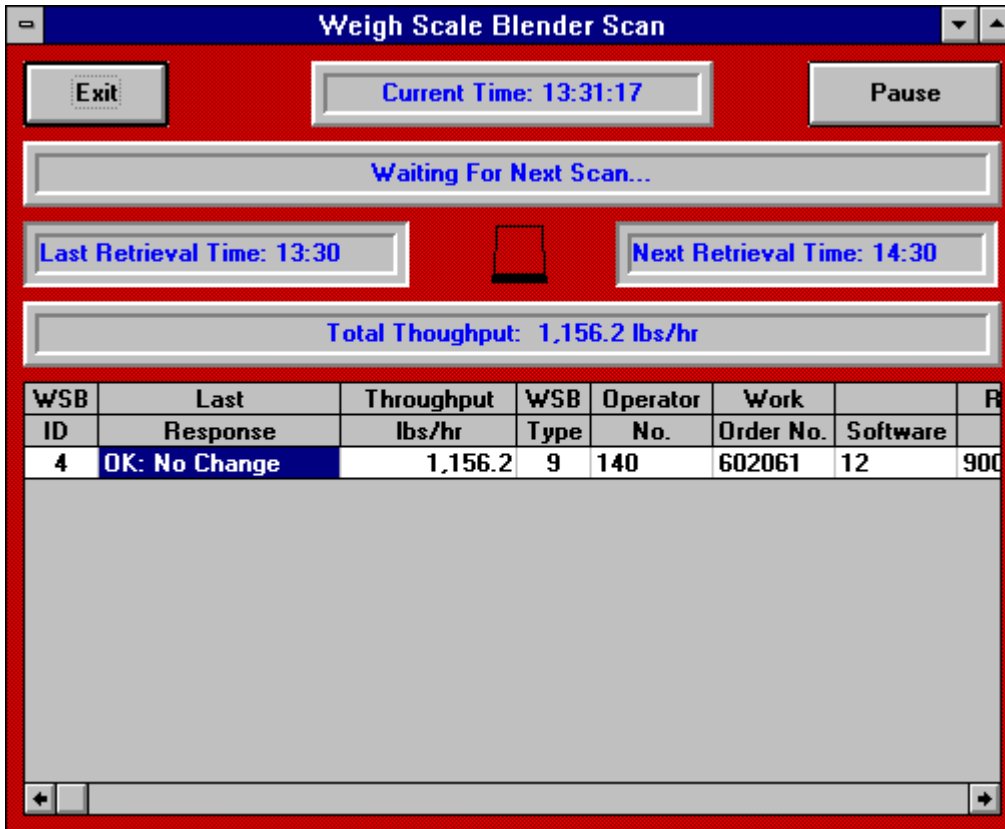 Weigh Scale Blender Scan
Exit Current Time: 13:31:17 Pause
Waiting For Next Scan...
Last Retrieval Time: 13:30 Next Retrieval Time: 14:30
Total Thoughput: 1,156.2 lbs/hr
WSB Last Throughput WSB Operator Work R
ID Response lbs/hr Type No. Order No. Software
4 OK: No Change 1,156.2 9 140 602061 12 900